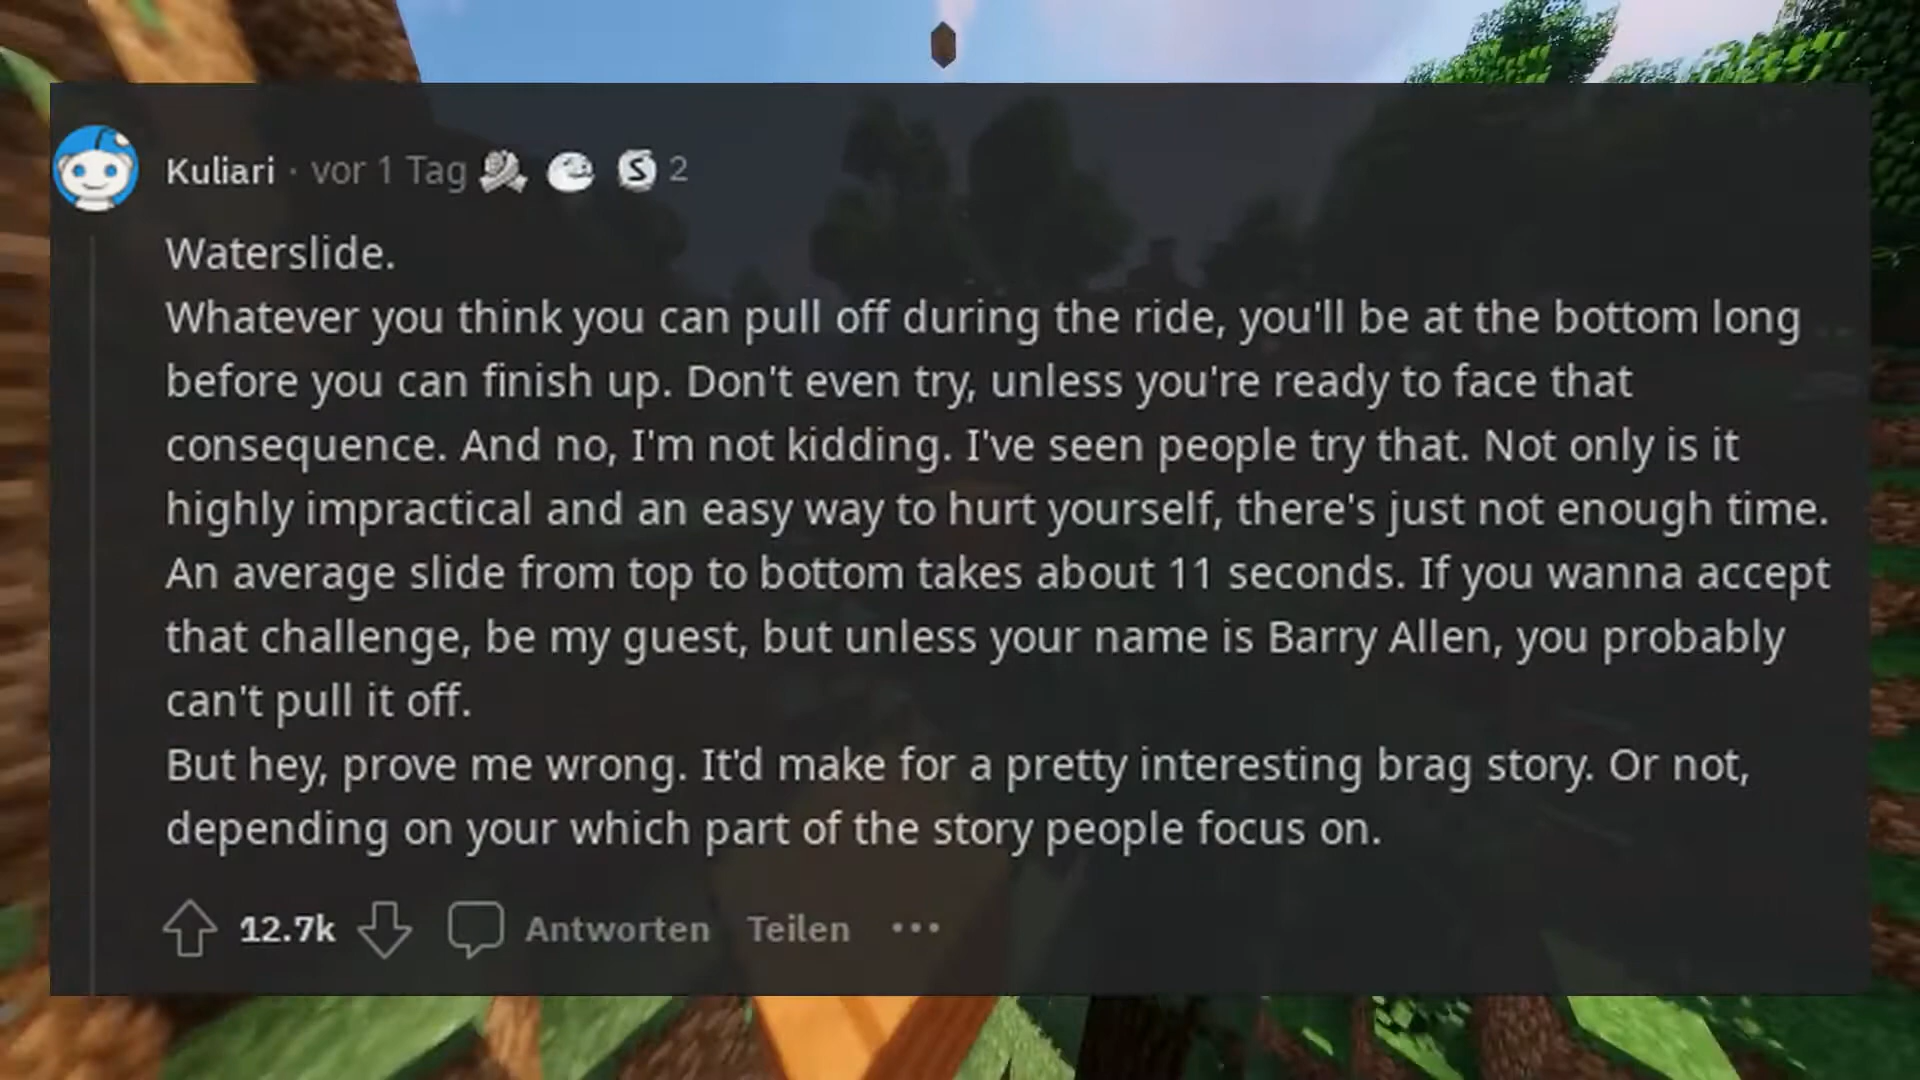 Kuliari · vor 1 Tag 2
Waterslide.
Whatever you think you can pull off during the ride, you'll be at the bottom long
before you can finish up. Don't even try, unless you're ready to face that
consequence. And no, I'm not kidding. I've seen people try that. Not only is it
highly impractical and an easy way to hurt yourself, there's just not enough time.
An average slide from top to bottom takes about 11 seconds. If you wanna accept
that challenge, be my guest, but unless your name is Barry Allen, you probably
can't pull it off.
But hey, prove me wrong. It'd make for a pretty interesting brag story. Or not,
depending on your which part of the story people focus on.
12.7k Antworten Teilen ···